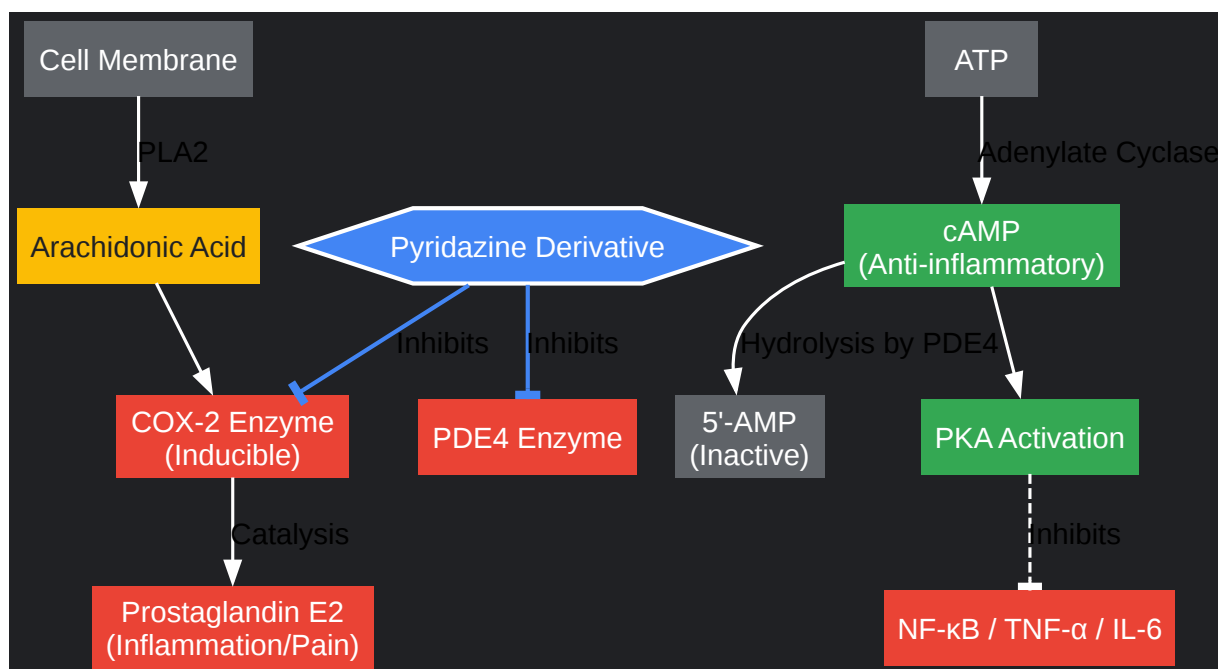 Cell Membrane
ATP
PLA2
Adenylate Cyclase
Arachidonic Acid
Pyridazine Derivative
cAMP
(Anti-inflammatory)
Inhibits
Inhibits
Hydrolysis by PDE4
COX-2 Enzyme
(Inducible)
PDE4 Enzyme
5'-AMP
(Inactive)
PKA Activation
Catalysis
Inhibits
Prostaglandin E2
(Inflammation/Pain)
NF-κB / TNF-α / IL-6